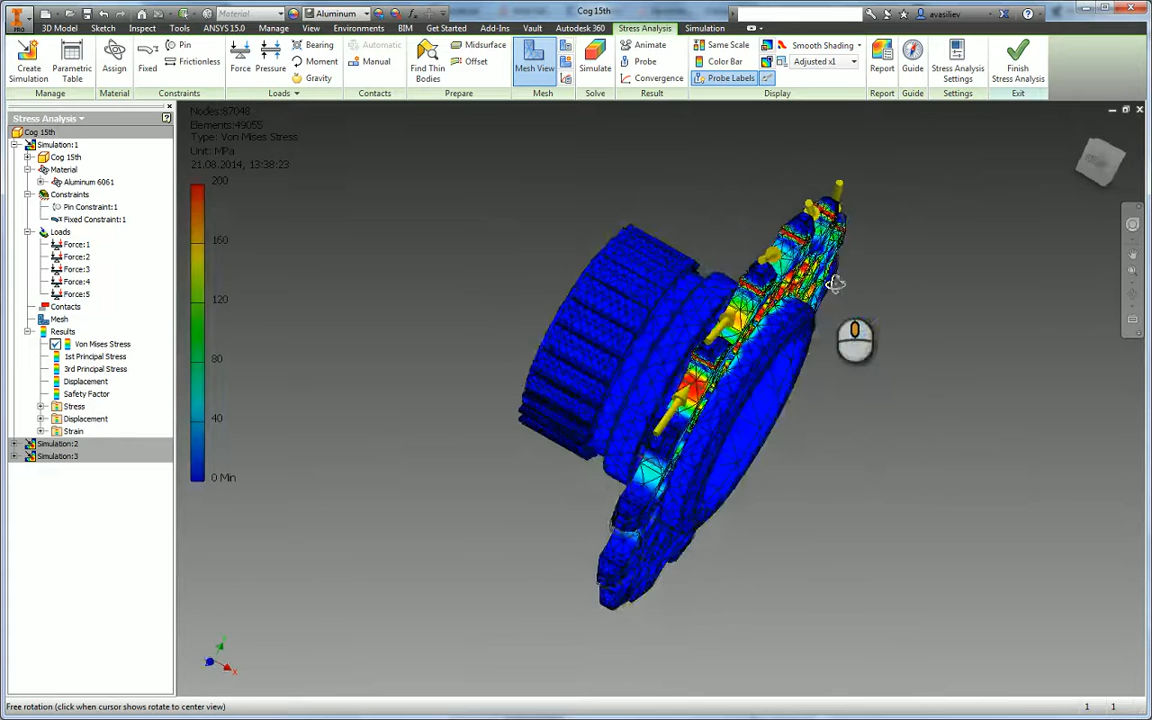 PRO
Material
Aluminum
Cog 15th
avasiliev
3D Model Sketch Inspect Tools ANSYS 15.0 Manage View Environments Get Started Vault Autodesk 360 Add-Ins Stress Analysis Simulation
Create Simulation
Parametric Table
Manage
Assign
Material
Fixed
Pin
Frictionless
Constraints
Force
Pressure
Bearing
Moment
Gravity
Loads
Automatic
Manual
Contacts
Find Thin Bodies
Midsurface
Offset
Prepare
Mesh View
Mesh
Simulate
Solve
Animate
Probe
Convergence
Result
Same Scale
Color Bar
Probe Labels
Smooth Shading
Adjusted x1
Display
Report
Report
Guide
Guide
Stress Analysis Settings
Settings
Finish Stress Analysis
Exit
Stress Analysis
Cog 15th
Simulation:1
Cog 15th
Material
Aluminum 6061
Constraints
Pin Constraint:1
Fixed Constraint:1
Loads
Force:1
Force:2
Force:3
Force:4
Force:5
Contacts
Mesh
Results
Von Mises Stress
1st Principal Stress
3rd Principal Stress
Displacement
Safety Factor
Stress
Displacement
Strain
Simulation:2
Simulation:3
Nodes:87048
Elements:49055
Type: Von Mises Stress
Unit: MPa
21.08.2014, 13:38:23
200
160
120
80
40
0 Min
Free rotation (click when cursor shows rotate to center view)
1 1